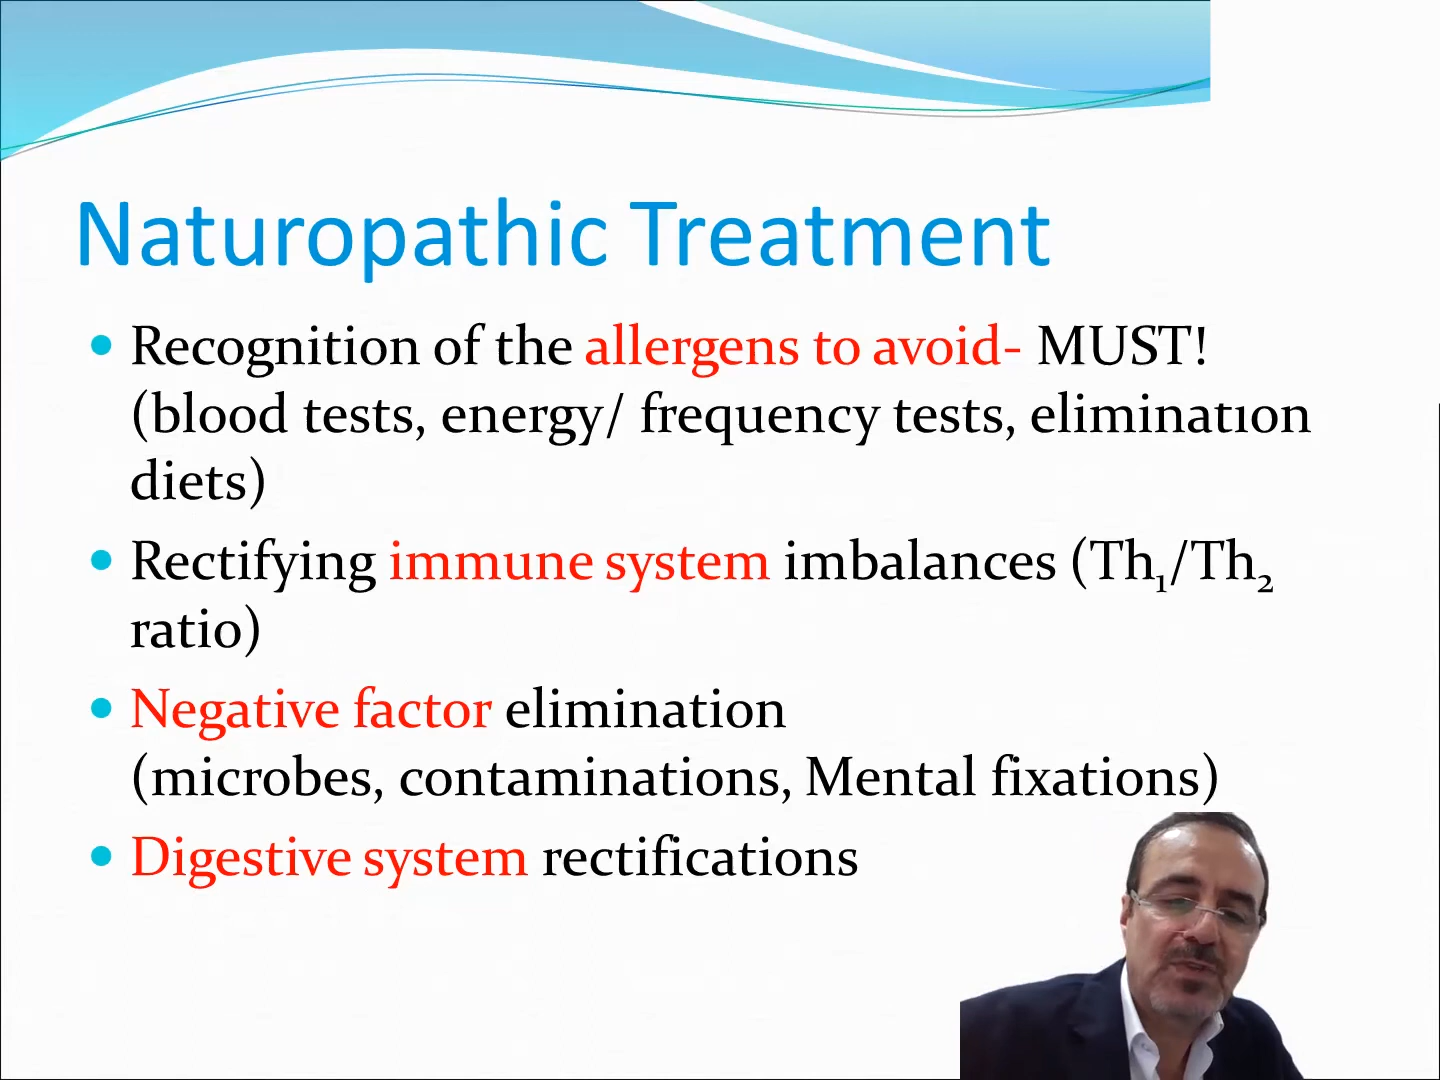 Naturopathic Treatment
Recognition of the allergens to avoid- MUST!
(blood tests, energy/ frequency tests, elimination
diets)
Rectifying immune system imbalances (Th₁/Th₂
ratio)
Negative factor elimination
(microbes, contaminations, Mental fixations)
Digestive system rectifications